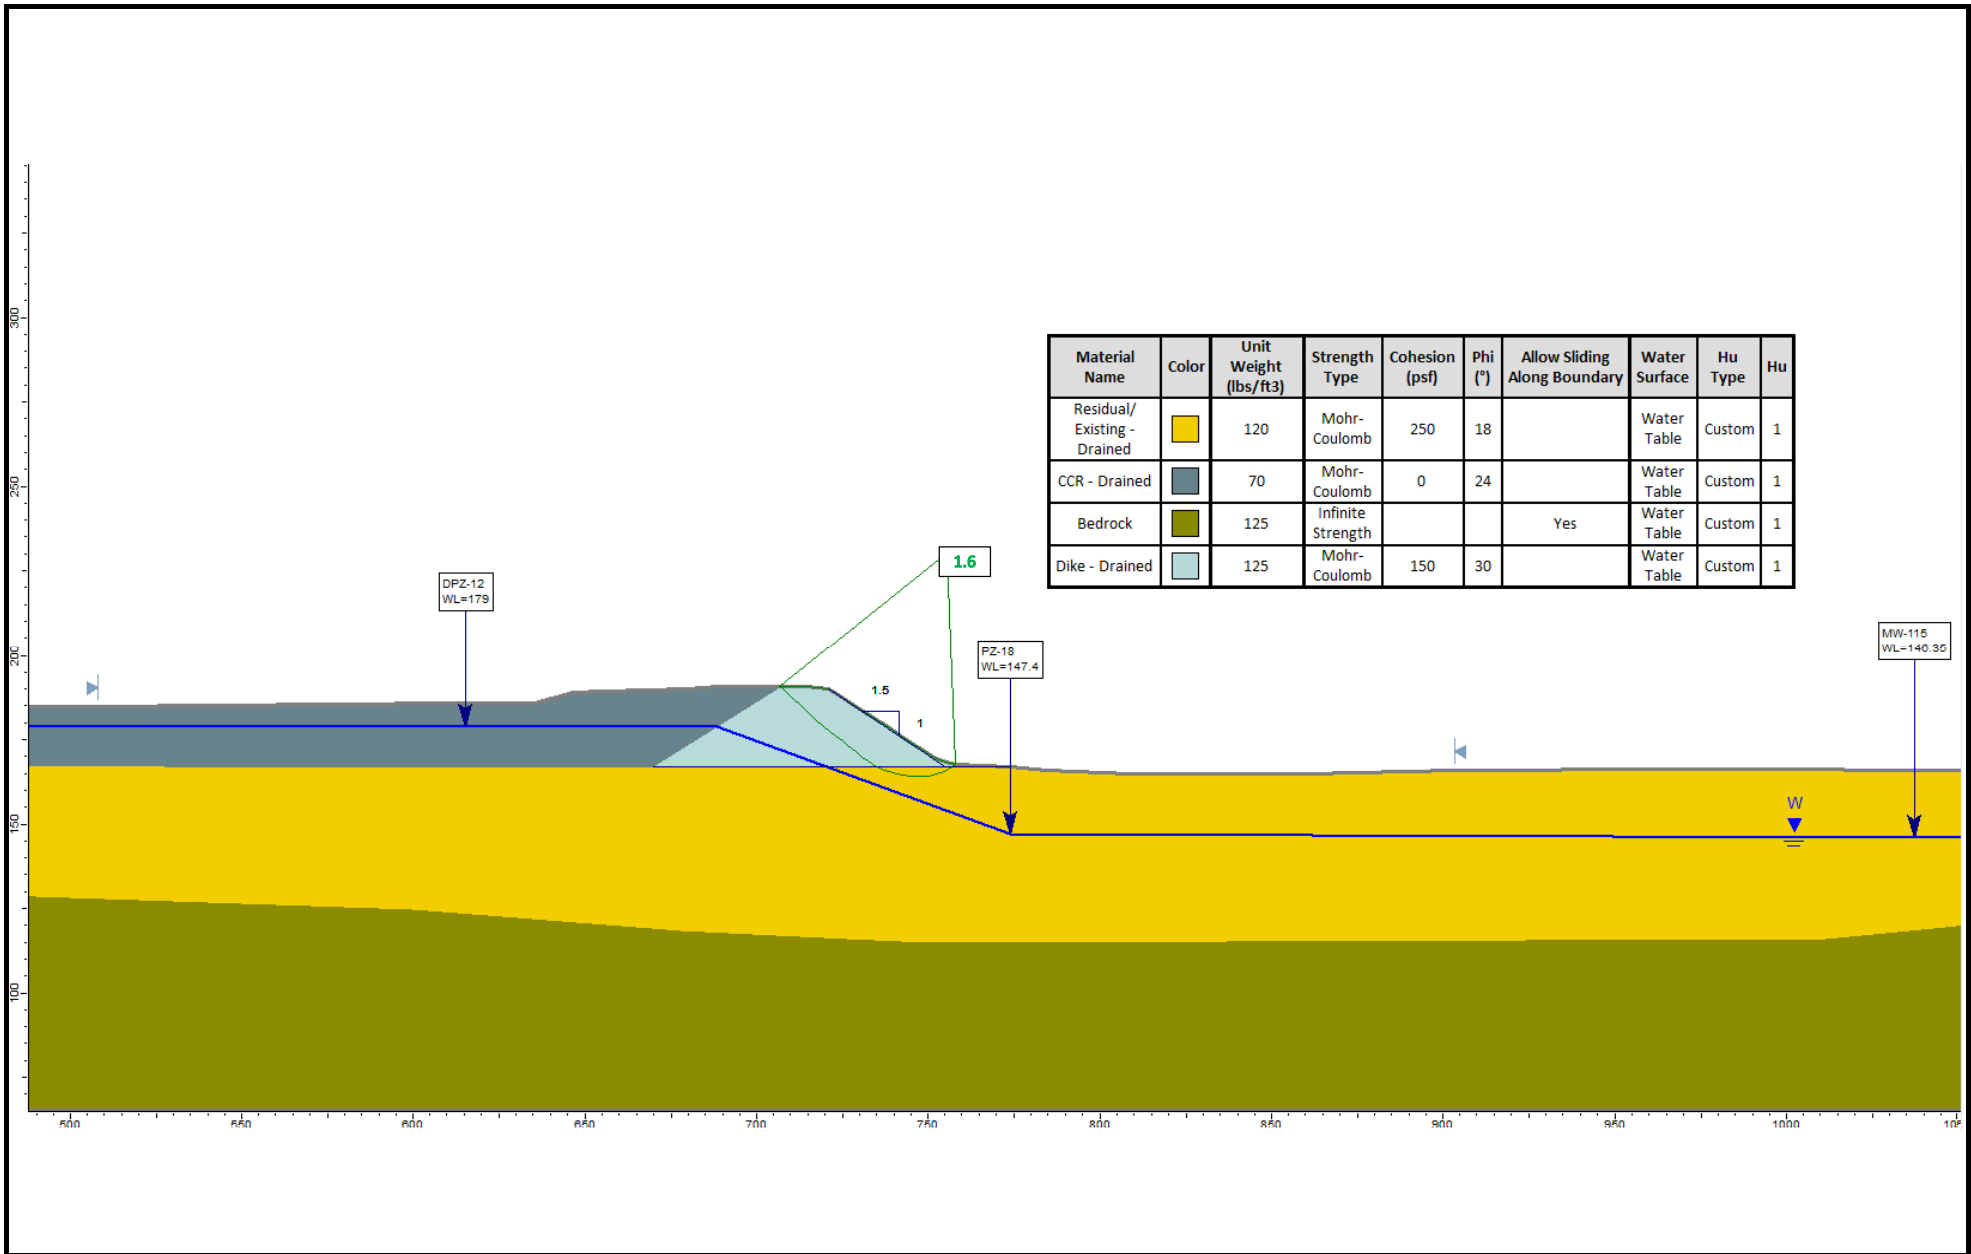 300
250
200
150
100
Material Name Color Unit Weight (lbs/ft3) Strength Type Cohesion (psf) Phi (°) Allow Sliding Along Boundary Water Surface Hu Type Hu
Residual/ Existing - Drained 120 Mohr-Coulomb 250 18 Water Table Custom 1
CCR - Drained 70 Mohr-Coulomb 0 24 Water Table Custom 1
Bedrock 125 Infinite Strength Yes Water Table Custom 1
Dike - Drained 125 Mohr-Coulomb 150 30 Water Table Custom 1
1.6
DPZ-12
WL=179
PZ-18
WL=147.4
MW-115
WL=146.35
1.5
1
W
500 550 600 650 700 750 800 850 900 950 1000